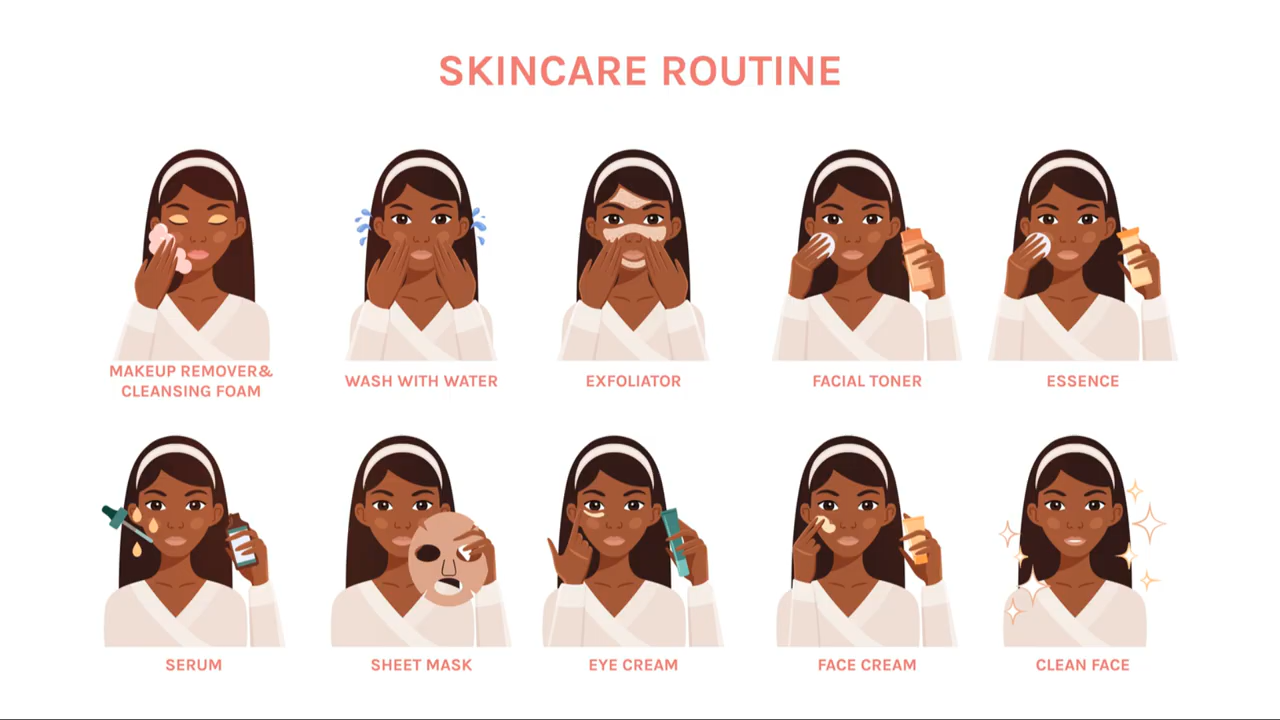 SKINCARE ROUTINE
MAKEUP REMOVER&
CLEANSING FOAM
WASH WITH WATER
EXFOLIATOR
FACIAL TONER
ESSENCE
SERUM
SHEET MASK
EYE CREAM
FACE CREAM
CLEAN FACE